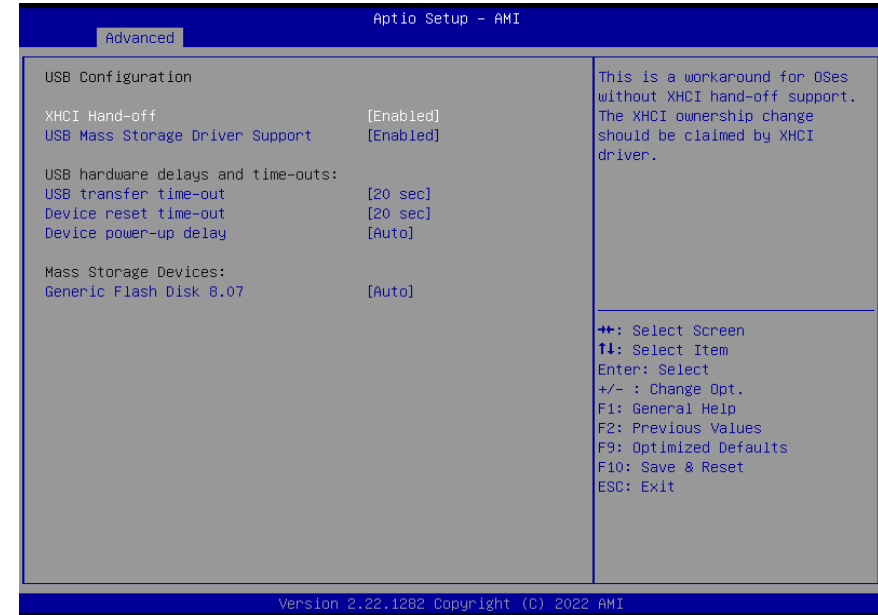 Aptio Setup – AMI
Advanced
USB Configuration
XHCI Hand-off [Enabled]
USB Mass Storage Driver Support [Enabled]
USB hardware delays and time-outs:
USB transfer time-out [20 sec]
Device reset time-out [20 sec]
Device power-up delay [Auto]
Mass Storage Devices:
Generic Flash Disk 8.07 [Auto]
This is a workaround for OSes
without XHCI hand-off support.
The XHCI ownership change
should be claimed by XHCI
driver.
→←: Select Screen
↑↓: Select Item
Enter: Select
+/- : Change Opt.
F1: General Help
F2: Previous Values
F9: Optimized Defaults
F10: Save & Reset
ESC: Exit
Version 2.22.1282 Copyright (C) 2022 AMI